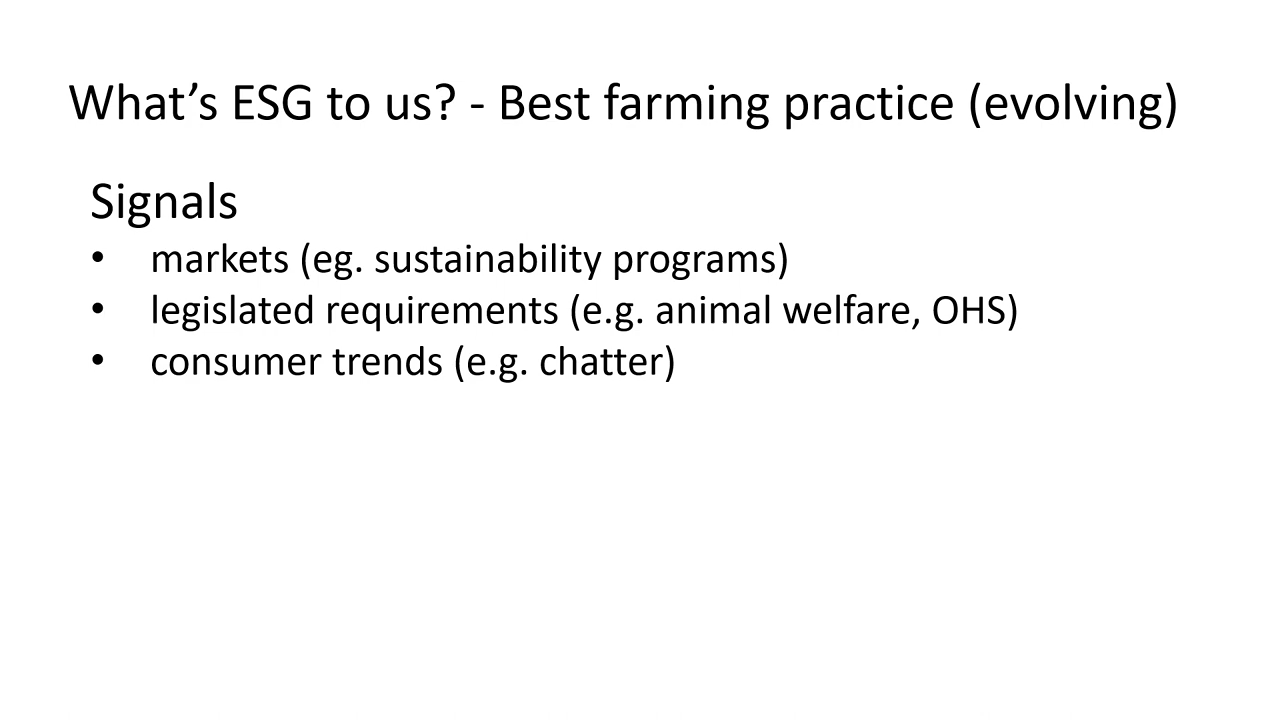 What’s ESG to us? - Best farming practice (evolving)
Signals
• markets (eg. sustainability programs)
• legislated requirements (e.g. animal welfare, OHS)
• consumer trends (e.g. chatter)